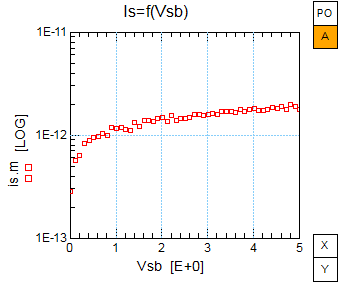 Is=f(Vsb)
PO
A
1E-11
1E-12
1E-13
is.m [LOG]
0
1
2
3
4
5
Vsb [E+0]
X
Y